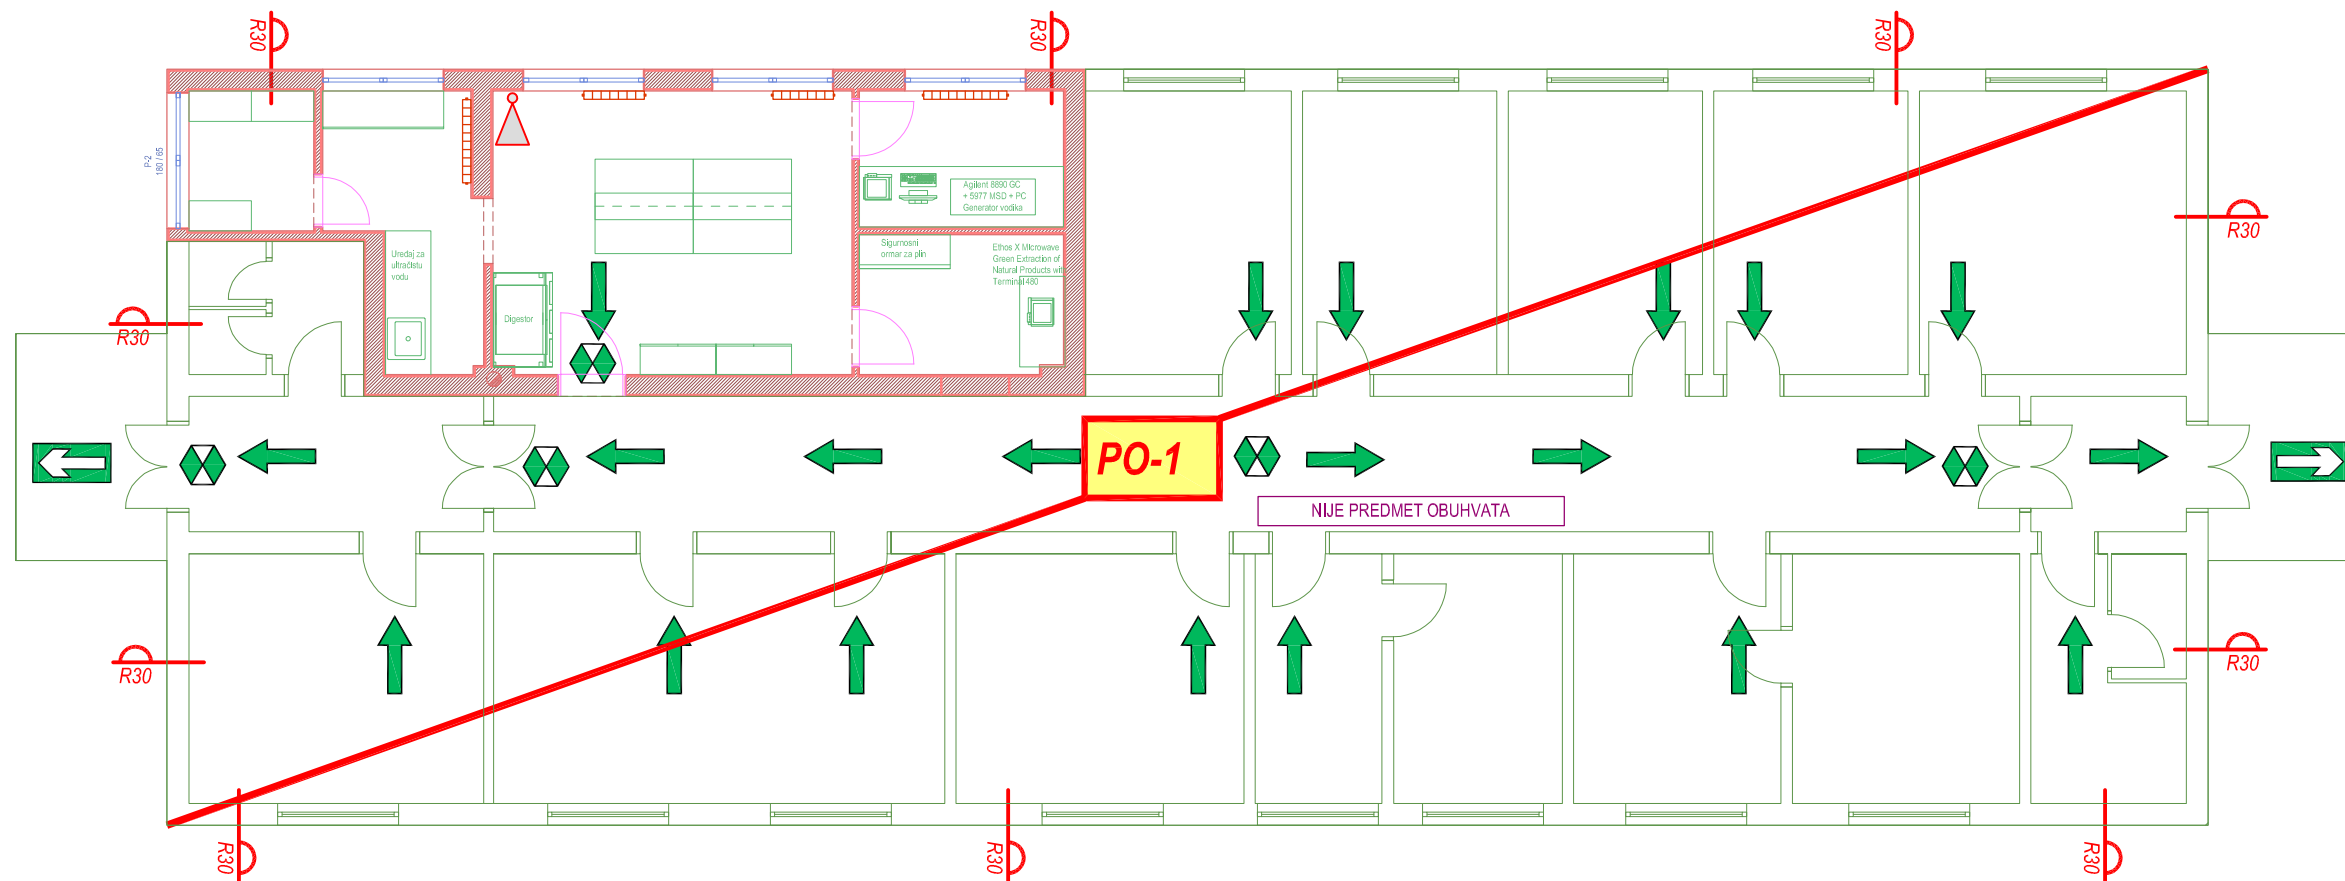 R30
R30
R30
P-2
180 / 65
Agilent 8890 GC
+ 5977 MSD + PC
Generator vodika
R30
Uređaj za
ultračistu
vodu
Sigurnosni
ormar za plin
Ethos X Microwave
Green Extraction of
Natural Products wit
Terminal 480
Digestor
R30
PO-1
NIJE PREDMET OBUHVATA
R30
R30
R30
R30
R30